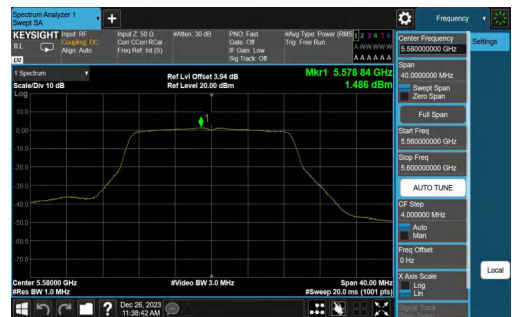 Spectrum Analyzer 1
Swept SA
Frequency
KEYSIGHT
Input: RF
Coupling: DC
Align: Auto
Input Z: 50 Ω
Corr CCorr RCal
Freq Ref: Int (S)
#Atten: 30 dB
PNO: Fast
Gate: Off
IF Gain: Low
Sig Track: Off
#Avg Type: Power (RMS
Trig: Free Run
1 2 3 4 5 6
A W W W W W
A A A A A A
R L
LV
1 Spectrum
Scale/Div 10 dB
Log
Ref Lvl Offset 3.94 dB
Ref Level 20.00 dBm
Mkr1 5.578 84 GHz
1.486 dBm
1
10.0
0.00
-10.0
-20.0
-30.0
-40.0
-50.0
-60.0
-70.0
Center 5.58000 GHz
#Res BW 1.0 MHz
#Video BW 3.0 MHz
Span 40.00 MHz
#Sweep 20.0 ms (1001 pts)
Dec 26, 2023
11:38:42 AM
Center Frequency
5.580000000 GHz
Settings
Span
40.0000000 MHz
Swept Span
Zero Span
Full Span
Start Freq
5.560000000 GHz
Stop Freq
5.600000000 GHz
AUTO TUNE
CF Step
4.000000 MHz
Auto
Man
Freq Offset
0 Hz
X Axis Scale
Log
Lin
Local
Signal Track